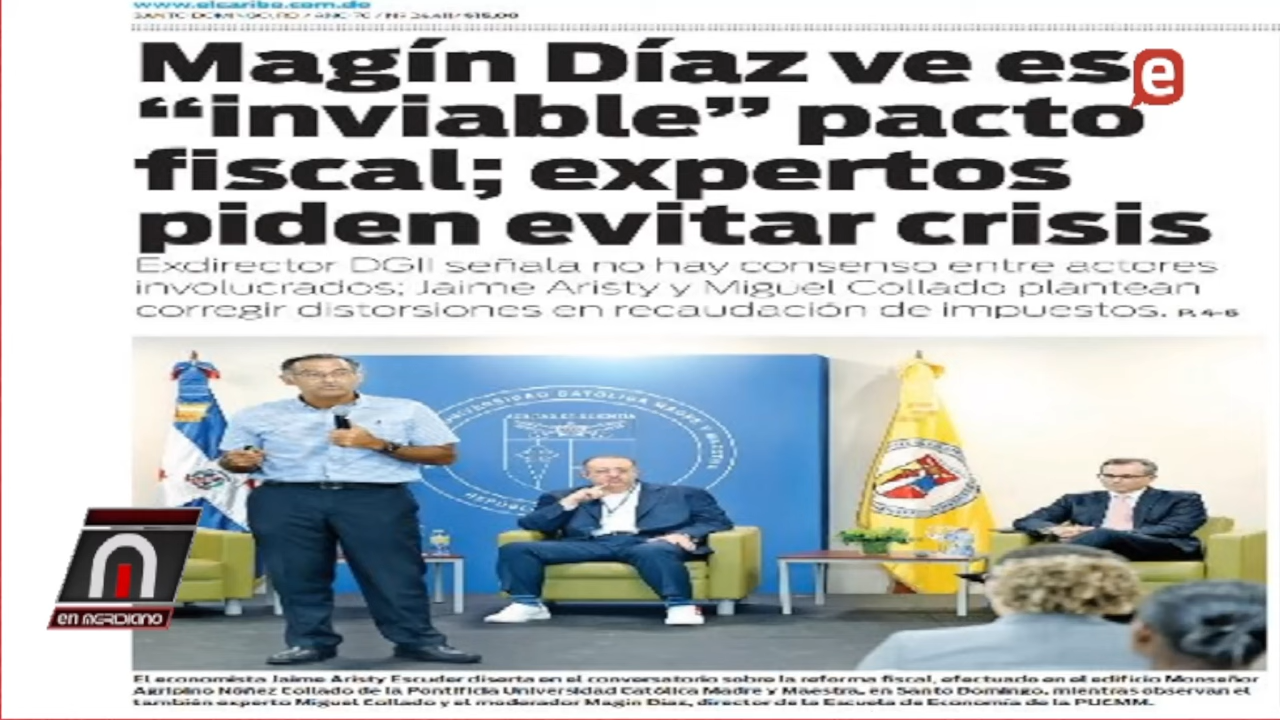 www.elcaribe.com.do
Magín Díaz ve es
e
“inviable” pacto
fiscal; expertos
piden evitar crisis
Exdirector DGII señala no hay consenso entre actores
involucrados; Jaime Aristy y Miguel Collado plantean
corregir distorsiones en recaudación de impuestos. P. 4-6
UNIVERSIDAD CATÓLICA MADRE Y MAESTRA
EN MERIDIANO
El economista Jaime Aristy Escuder diserta en el conversatorio sobre la reforma fiscal, efectuado en el edificio Monseñor
Agripino Núñez Collado de la Pontificia Universidad Católica Madre y Maestra, en Santo Domingo, mientras observan el
también experto Miguel Collado y el moderador Magín Díaz, director de la Escuela de Economía de la PUCMM.